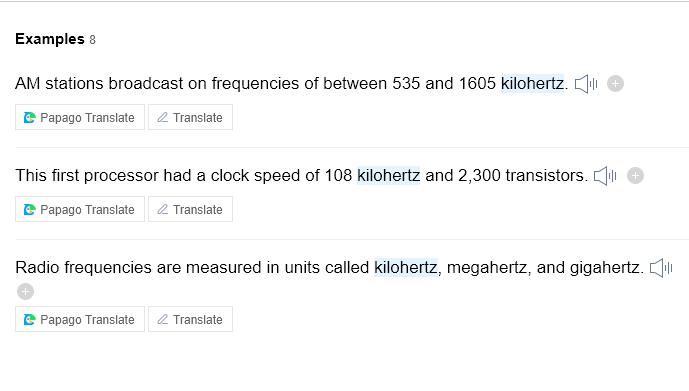 Examples 8
AM stations broadcast on frequencies of between 535 and 1605 kilohertz.
Papago Translate Translate
This first processor had a clock speed of 108 kilohertz and 2,300 transistors.
Papago Translate Translate
Radio frequencies are measured in units called kilohertz, megahertz, and gigahertz.
Papago Translate Translate